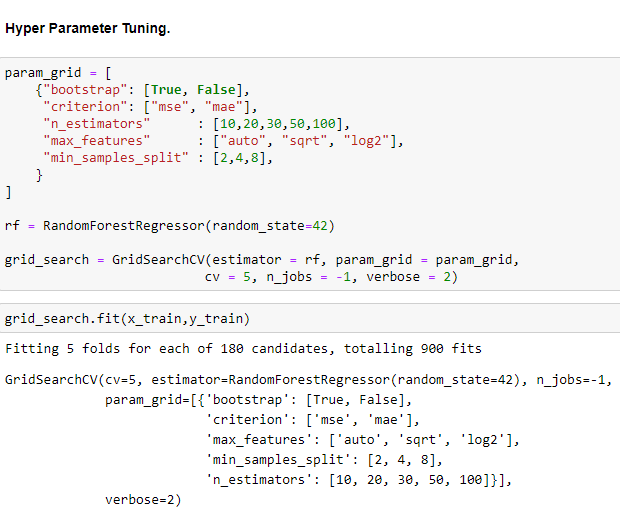 Hyper Parameter Tuning.
param_grid = [
    {"bootstrap": [True, False],
     "criterion": ["mse", "mae"],
     "n_estimators"      : [10,20,30,50,100],
     "max_features"      : ["auto", "sqrt", "log2"],
     "min_samples_split" : [2,4,8],
    }
]
rf = RandomForestRegressor(random_state=42)
grid_search = GridSearchCV(estimator = rf, param_grid = param_grid,
                          cv = 5, n_jobs = -1, verbose = 2)
grid_search.fit(x_train,y_train)
Fitting 5 folds for each of 180 candidates, totalling 900 fits
GridSearchCV(cv=5, estimator=RandomForestRegressor(random_state=42), n_jobs=-1,
             param_grid=[{'bootstrap': [True, False],
                          'criterion': ['mse', 'mae'],
                          'max_features': ['auto', 'sqrt', 'log2'],
                          'min_samples_split': [2, 4, 8],
                          'n_estimators': [10, 20, 30, 50, 100]}],
             verbose=2)